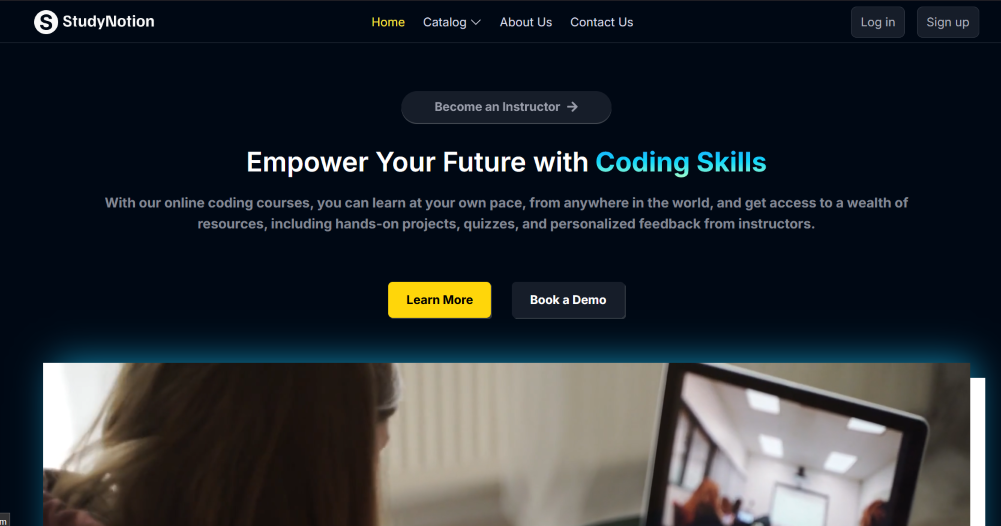 StudyNotion
Home Catalog About Us Contact Us
Log in Sign up
Become an Instructor →
Empower Your Future with Coding Skills
With our online coding courses, you can learn at your own pace, from anywhere in the world, and get access to a wealth of
resources, including hands-on projects, quizzes, and personalized feedback from instructors.
Learn More Book a Demo